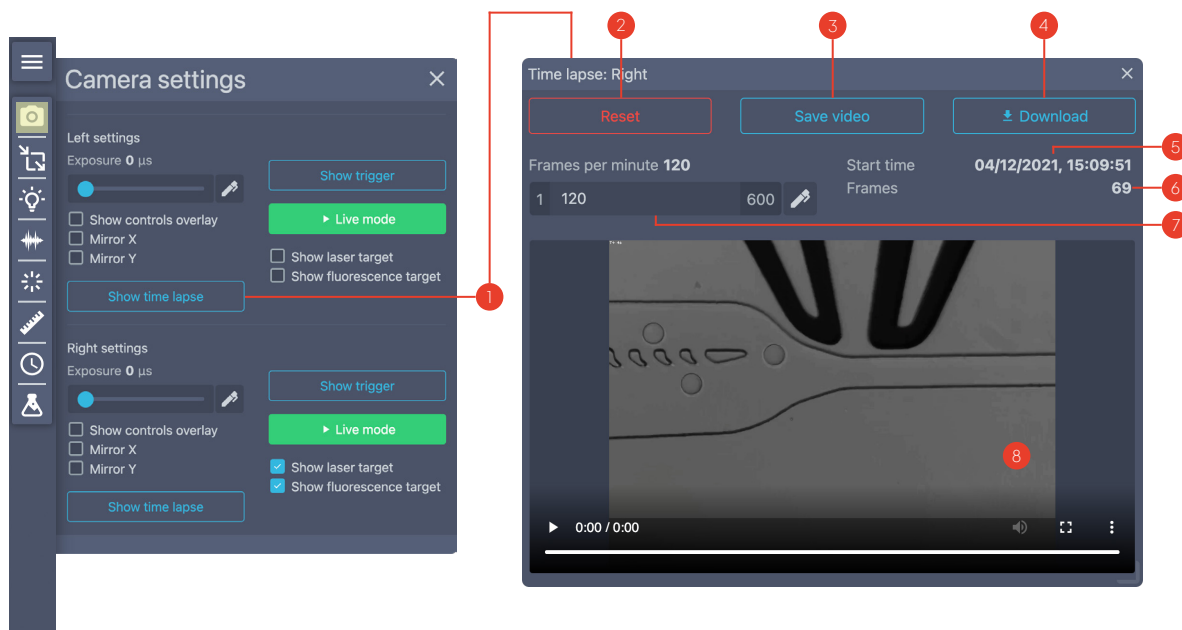 Camera settings
Left settings
Exposure 0 µs
Show trigger
Live mode
Show controls overlay
Mirror X
Mirror Y
Show laser target
Show fluorescence target
Show time lapse
1
Right settings
Exposure 0 µs
Show trigger
Live mode
Show controls overlay
Mirror X
Mirror Y
Show laser target
Show fluorescence target
Show time lapse
2
3
4
Time lapse: Right
Reset
Save video
Download
5
Frames per minute 120
Start time 04/12/2021, 15:09:51
Frames 69
6
1 120 600
7
8
0:00 / 0:00